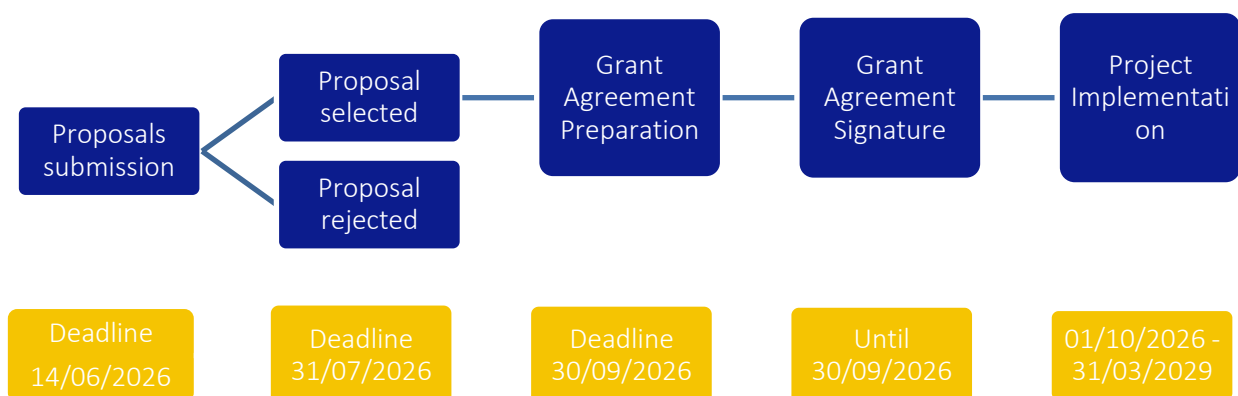 Proposals
submission
Proposal
selected
Proposal
rejected
Grant
Agreement
Preparation
Grant
Agreement
Signature
Project
Implementati
on
Deadline
14/06/2026
Deadline
31/07/2026
Deadline
30/09/2026
Until
30/09/2026
01/10/2026 -
31/03/2029